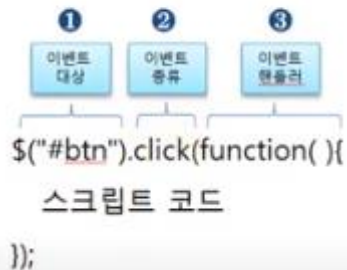 ❶ ❷ ❸
이벤트 대상
이벤트 종류
이벤트 핸들러
$("#btn").click(function( ){
스크립트 코드
});